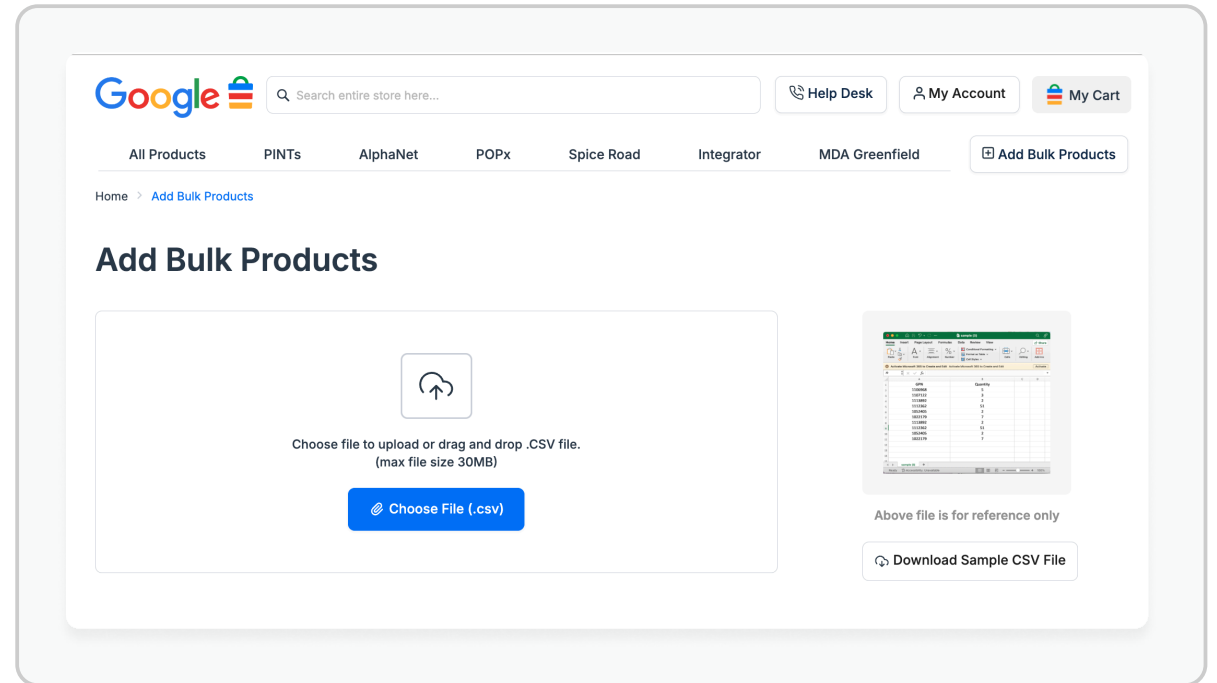 Google
Search entire store here...
Help Desk
My Account
My Cart
All Products
PINTs
AlphaNet
POPx
Spice Road
Integrator
MDA Greenfield
Add Bulk Products
Home
Add Bulk Products
Add Bulk Products
Choose file to upload or drag and drop .CSV file.
(max file size 30MB)
Choose File (.csv)
GPN Quantity
Above file is for reference only
Download Sample CSV File